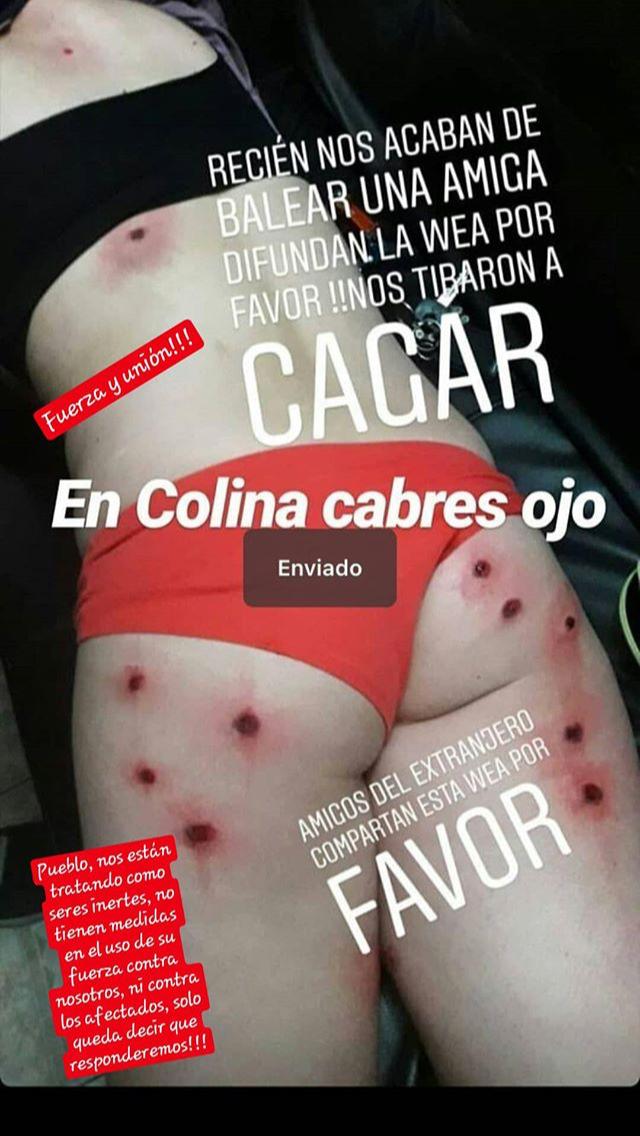 RECIÉN NOS ACABAN DE
BALEAR UNA AMIGA
DIFUNDAN LA WEA POR
FAVOR !!NOS TIRARON A
CAGAR
Fuerza y unión!!!
En Colina cabres ojo
Enviado
AMIGOS DEL EXTRANJERO
COMPARTAN ESTA WEA POR
FAVOR
Pueblo, nos están
tratando como
seres inertes, no
tienen medidas
en el uso de su
fuerza contra
nosotros, ni contra
los afectados, solo
queda decir que
responderemos!!!